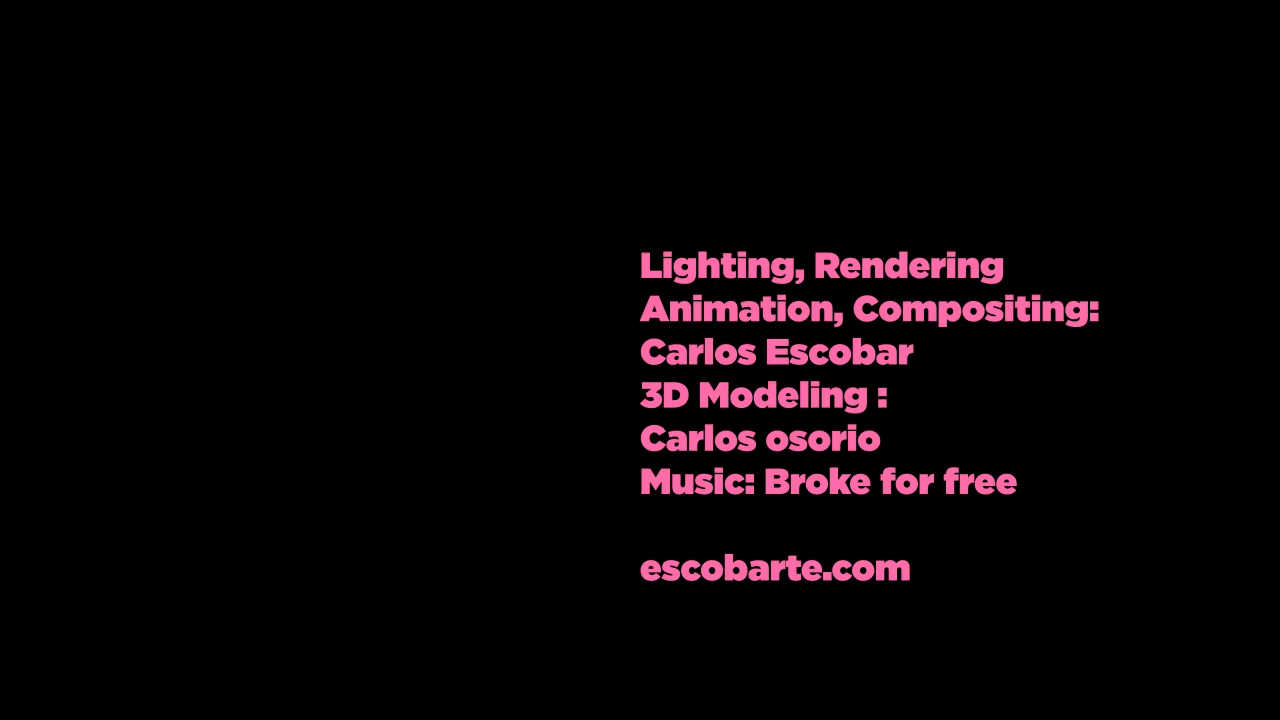 Lighting, Rendering
Animation, Compositing:
Carlos Escobar
3D Modeling :
Carlos osorio
Music: Broke for free
escobarte.com